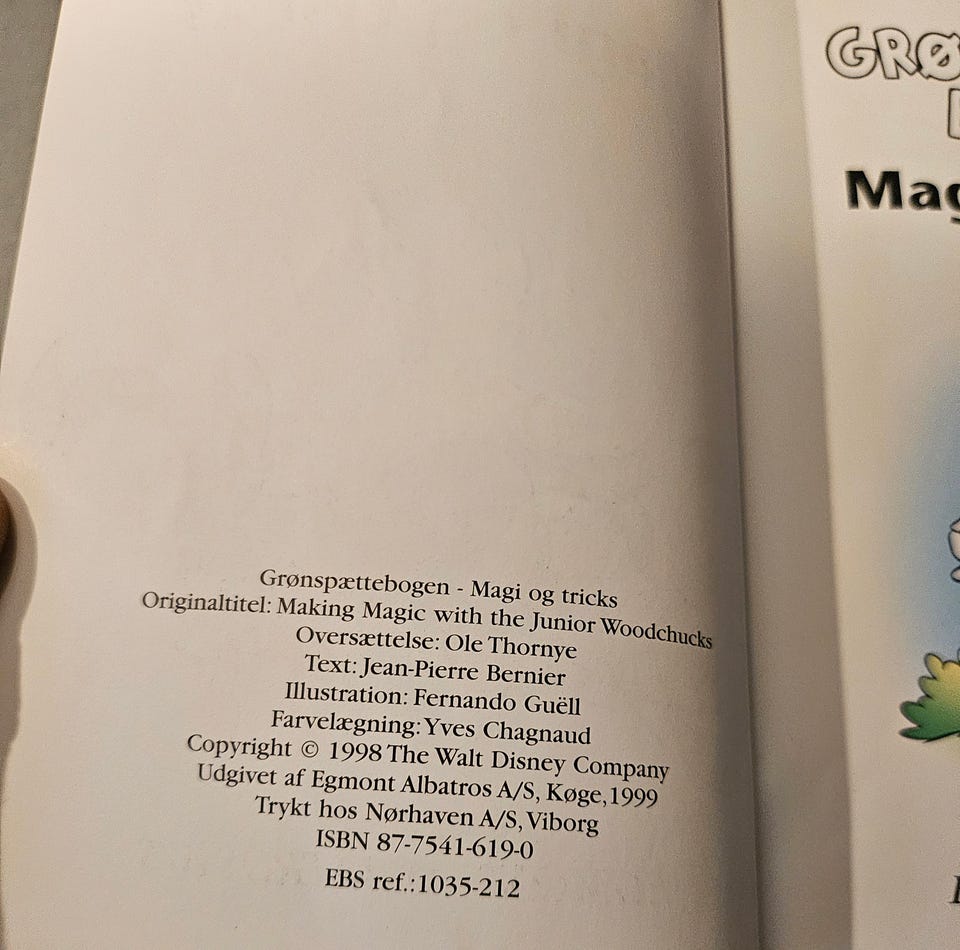 Grønspættebogen - Magi og tricks
Originaltitel: Making Magic with the Junior Woodchucks
Oversættelse: Ole Thornye
Text: Jean-Pierre Bernier
Illustration: Fernando Guëll
Farvelægning: Yves Chagnaud
Copyright © 1998 The Walt Disney Company
Udgivet af Egmont Albatros A/S, Køge, 1999
Trykt hos Nørhaven A/S, Viborg
ISBN 87-7541-619-0
EBS ref.: 1035-212
GRØ
Mag